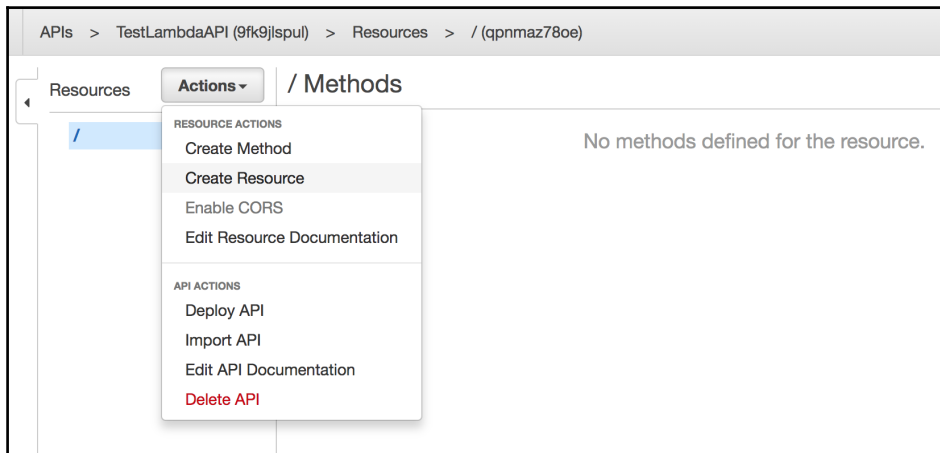 APIs > TestLambdaAPI (9fk9jlspul) > Resources > / (qpnmaz78oe)
Resources
Actions
/ Methods
/
No methods defined for the resource.
RESOURCE ACTIONS
Create Method
Create Resource
Enable CORS
Edit Resource Documentation
API ACTIONS
Deploy API
Import API
Edit API Documentation
Delete API